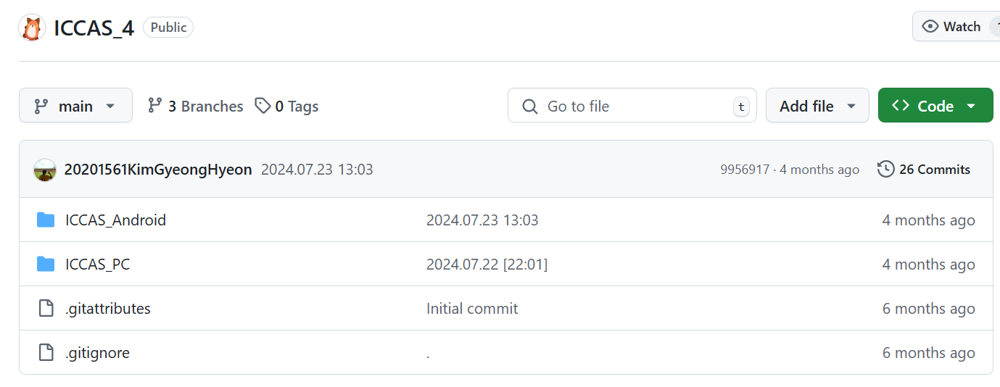 ICCAS_4 Public Watch
main 3 Branches 0 Tags Go to file t Add file Code
20201561KimGyeongHyeon 2024.07.23 13:03 9956917 · 4 months ago 26 Commits
ICCAS_Android 2024.07.23 13:03 4 months ago
ICCAS_PC 2024.07.22 [22:01] 4 months ago
.gitattributes Initial commit 6 months ago
.gitignore . 6 months ago